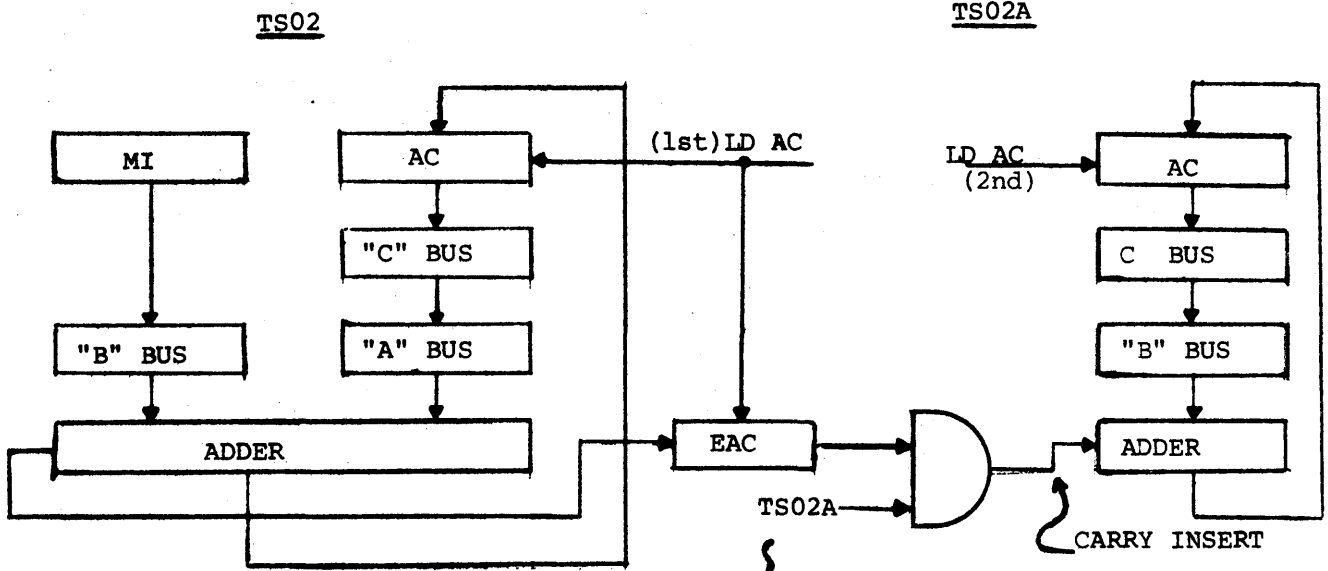 TS02
TS02A
MI
AC
(1st)LD AC
LD AC
(2nd)
AC
"C" BUS
C BUS
"B" BUS
"A" BUS
"B" BUS
ADDER
EAC
ADDER
TS02A
CARRY INSERT